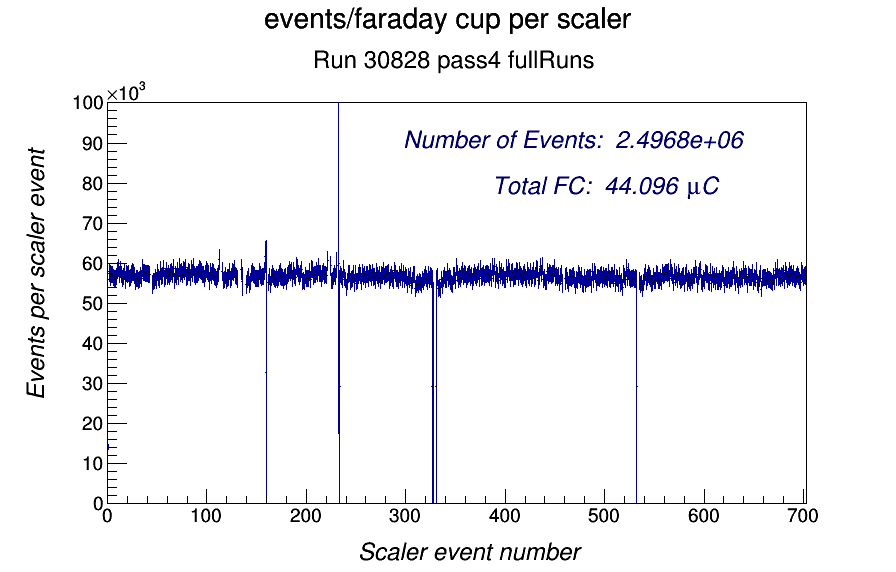 events/faraday cup per scaler
Run 30828 pass4 fullRuns
×10³
100
90
80
70
60
50
40
30
20
10
0
Events per scaler event
Number of Events: 2.4968e+06
Total FC: 44.096 μC
0 100 200 300 400 500 600 700
Scaler event number